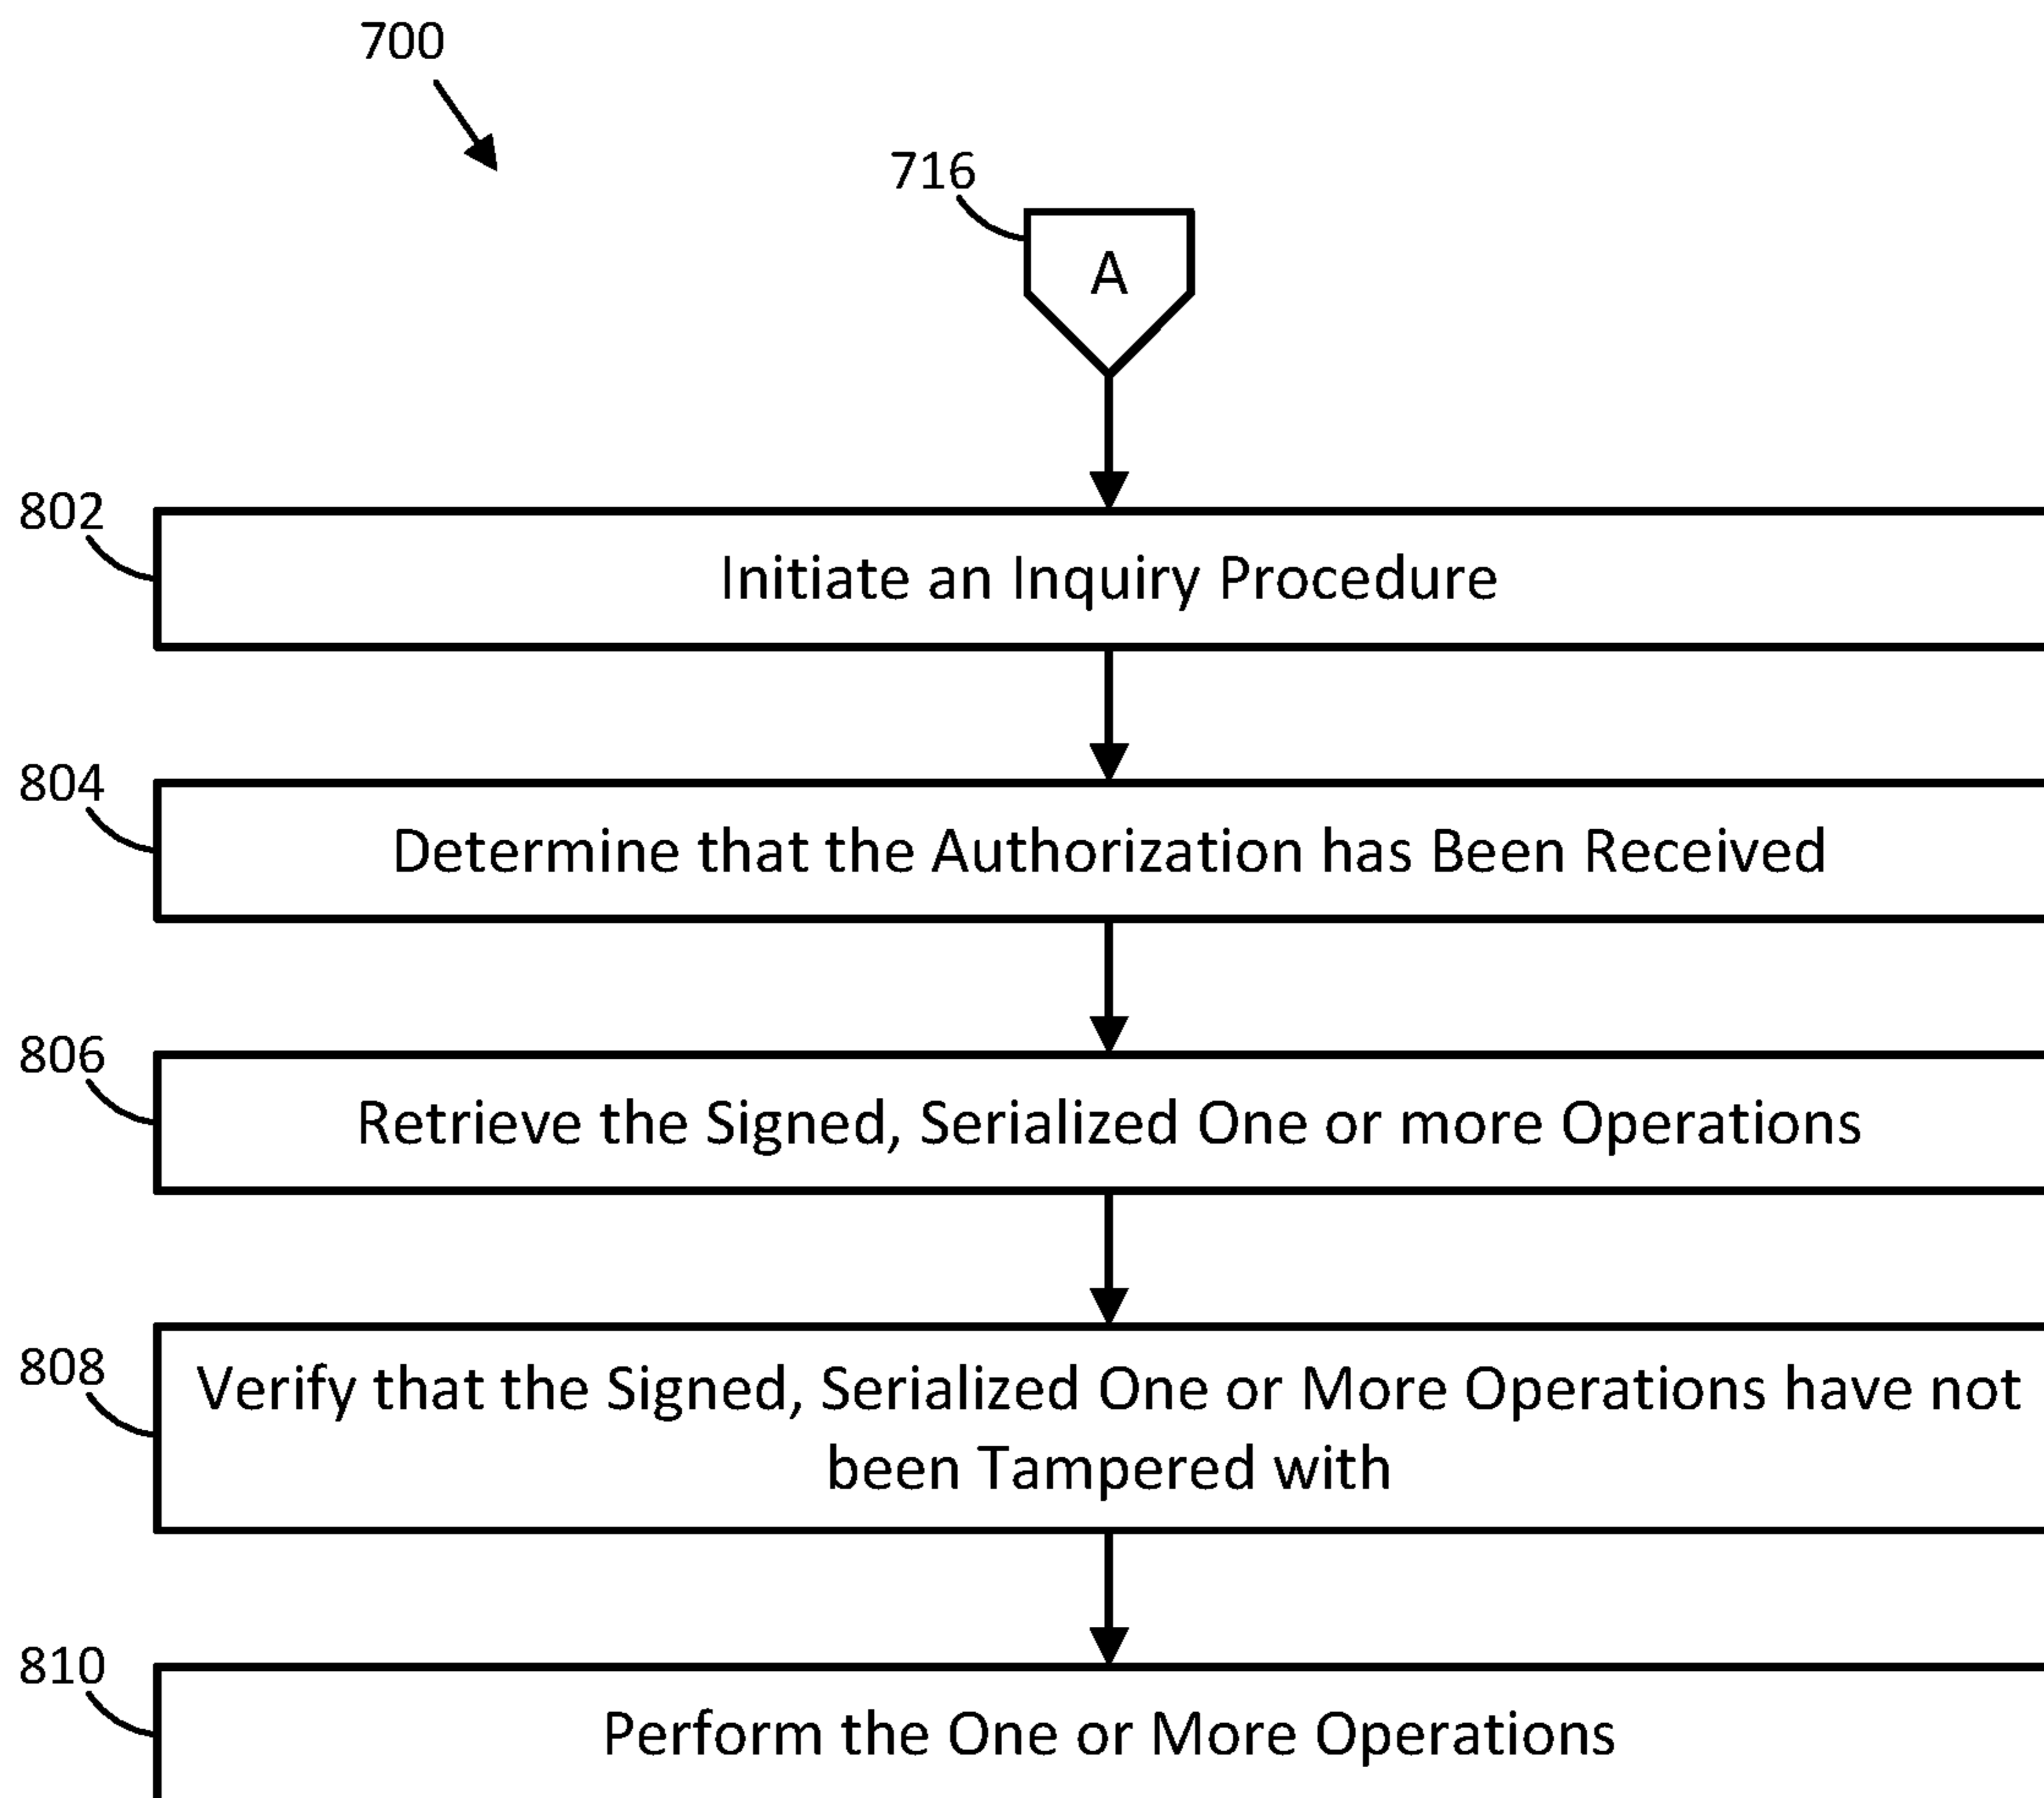 700
716
A
802
Initiate an Inquiry Procedure
804
Determine that the Authorization has Been Received
806
Retrieve the Signed, Serialized One or more Operations
808
Verify that the Signed, Serialized One or More Operations have not
been Tampered with
810
Perform the One or More Operations